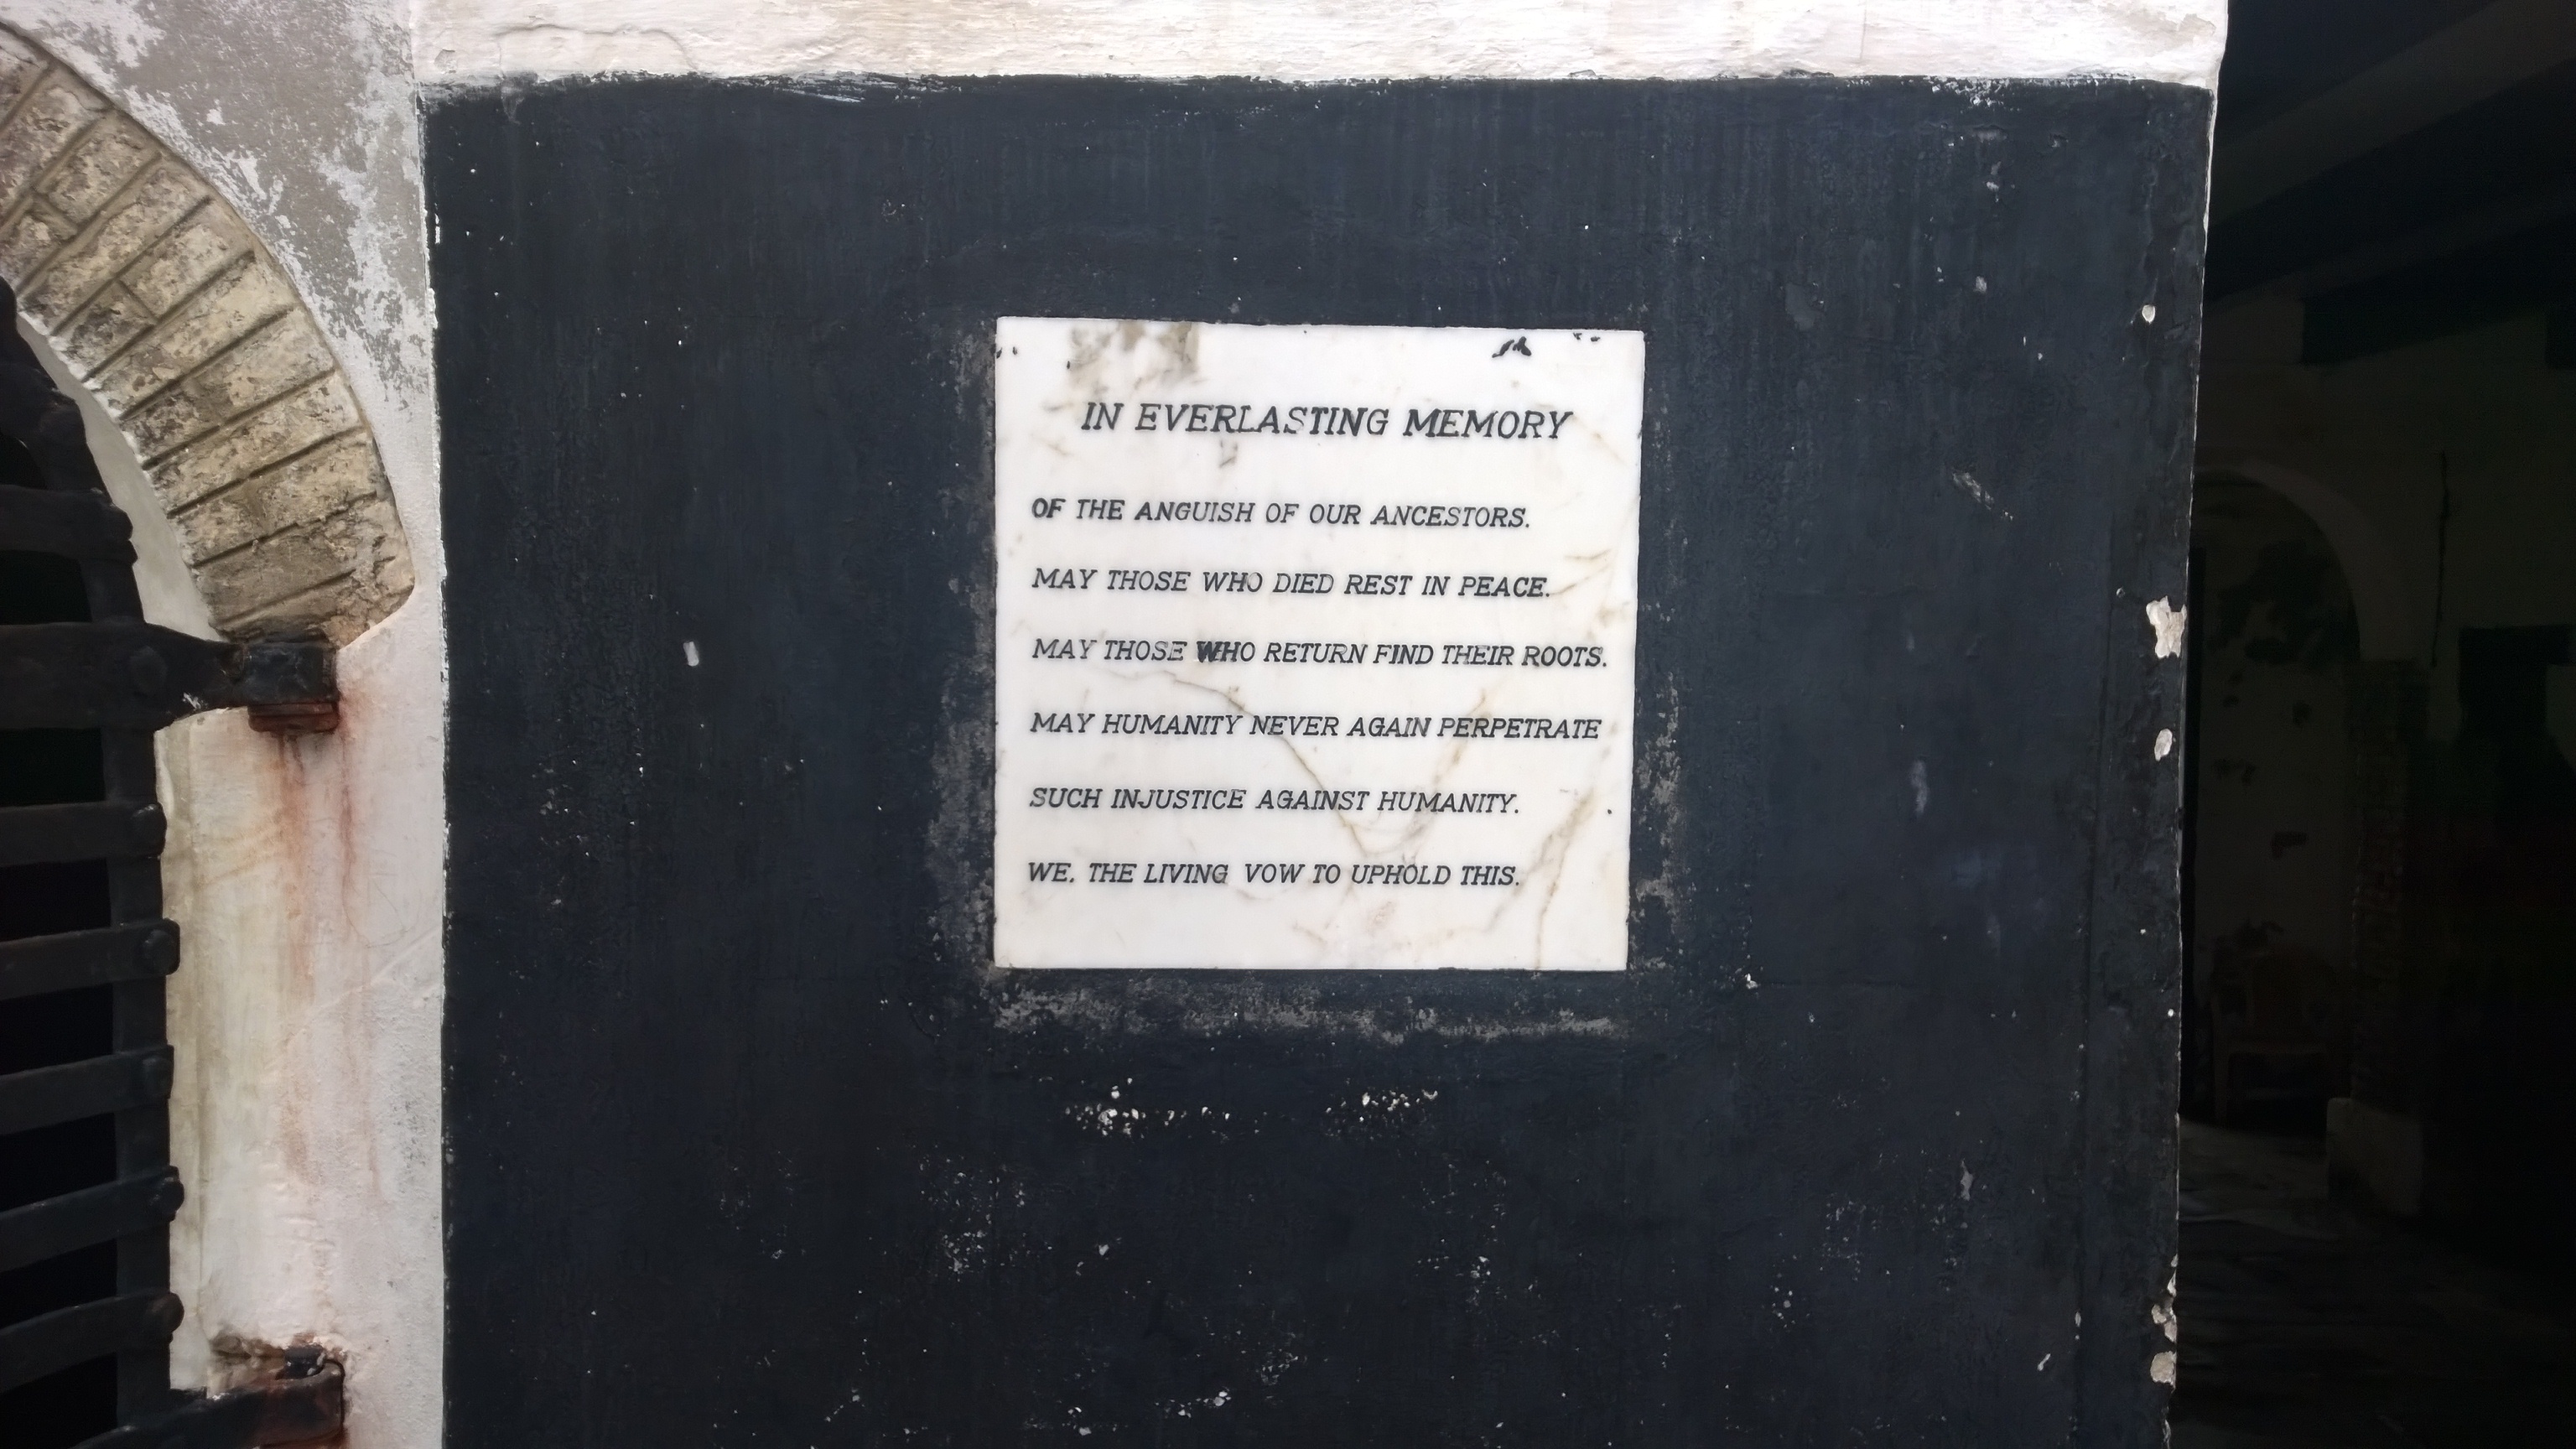 IN EVERLASTING MEMORY
OF THE ANGUISH OF OUR ANCESTORS.
MAY THOSE WHO DIED REST IN PEACE.
MAY THOSE WHO RETURN FIND THEIR ROOTS.
MAY HUMANITY NEVER AGAIN PERPETRATE
SUCH INJUSTICE AGAINST HUMANITY.
WE. THE LIVING VOW TO UPHOLD THIS.